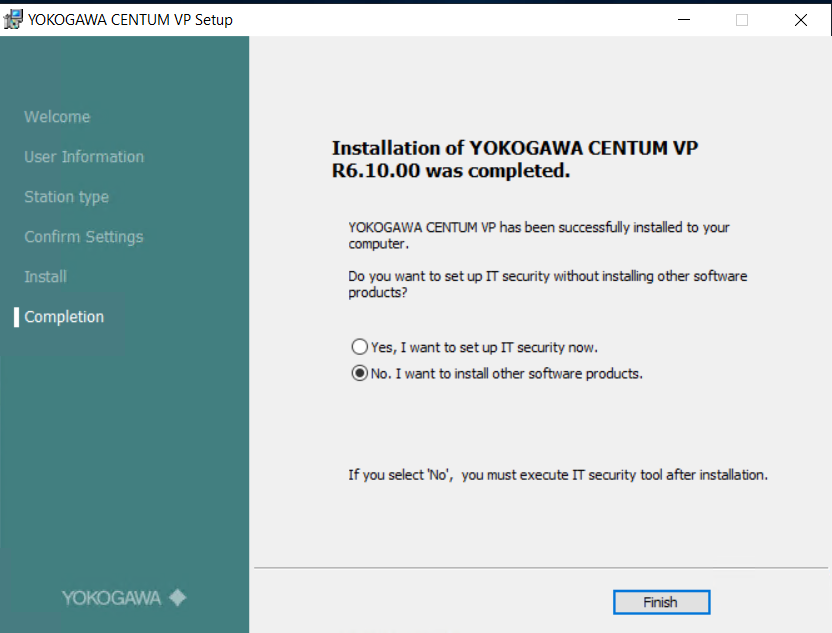 YOKOGAWA CENTUM VP Setup
Welcome
User Information
Station type
Confirm Settings
Install
Completion
YOKOGAWA
Installation of YOKOGAWA CENTUM VP
R6.10.00 was completed.
YOKOGAWA CENTUM VP has been successfully installed to your
computer.
Do you want to set up IT security without installing other software
products?
Yes, I want to set up IT security now.
No. I want to install other software products.
If you select 'No', you must execute IT security tool after installation.
Finish